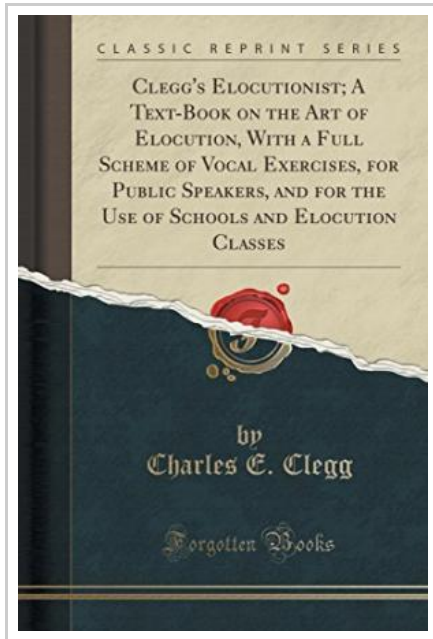 CLASSIC REPRINT SERIES
CLEGG'S ELOCUTIONIST; A
TEXT-BOOK ON THE ART OF
ELOCUTION, WITH A FULL
SCHEME OF VOCAL EXERCISES, FOR
PUBLIC SPEAKERS, AND FOR THE
USE OF SCHOOLS AND ELOCUTION
CLASSES
by
Charles E. Clegg
Forgotten Books